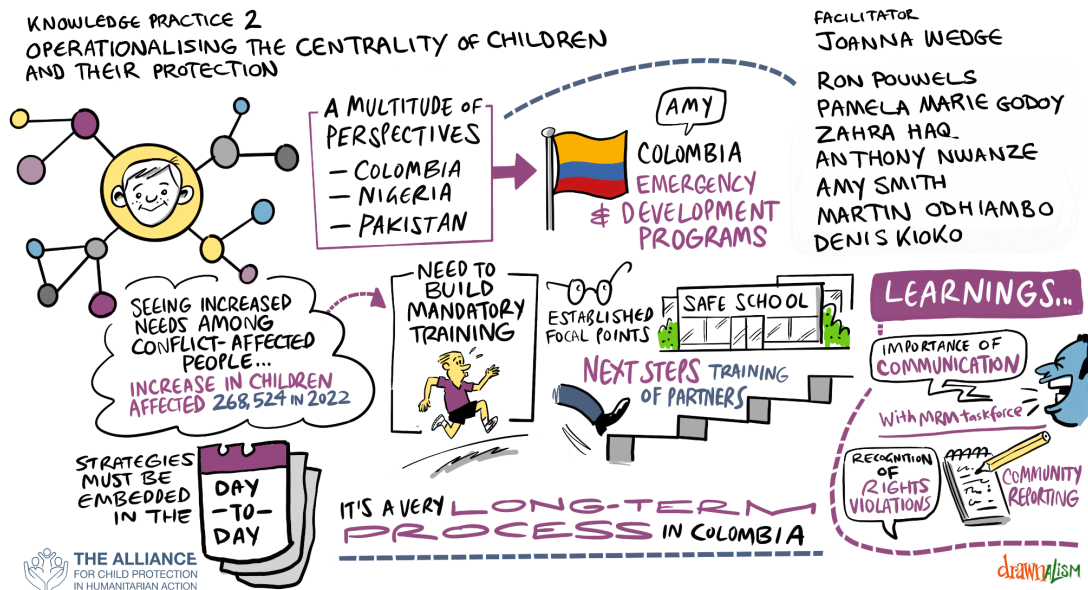 KNOWLEDGE PRACTICE 2
OPERATIONALISING THE CENTRALITY OF CHILDREN
AND THEIR PROTECTION
FACILITATOR
JOANNA WEDGE
RON POUWELS
PAMELA MARIE GODOY
ZAHRA HAQ
ANTHONY NWANZE
AMY SMITH
MARTIN ODHIAMBO
DENIS KIOKO
A MULTITUDE OF
PERSPECTIVES
- COLOMBIA
- NIGERIA
- PAKISTAN
AMY
COLOMBIA
EMERGENCY
& DEVELOPMENT
PROGRAMS
SEEING INCREASED
NEEDS AMONG
CONFLICT-AFFECTED
PEOPLE...
INCREASE IN CHILDREN
AFFECTED 268,524 IN 2022
NEED TO
BUILD
MANDATORY
TRAINING
ESTABLISHED
FOCAL POINTS
SAFE SCHOOL
NEXT STEPS TRAINING
OF PARTNERS
LEARNINGS...
IMPORTANCE OF
COMMUNICATION
With MRM taskforce
RECOGNITION
OF
RIGHTS
VIOLATIONS
COMMUNITY
REPORTING
STRATEGIES
MUST BE
EMBEDDED
IN THE
DAY
-TO-
DAY
IT'S A VERY LONG-TERM
PROCESS IN COLOMBIA
THE ALLIANCE
FOR CHILD PROTECTION
IN HUMANITARIAN ACTION
drawnALISM